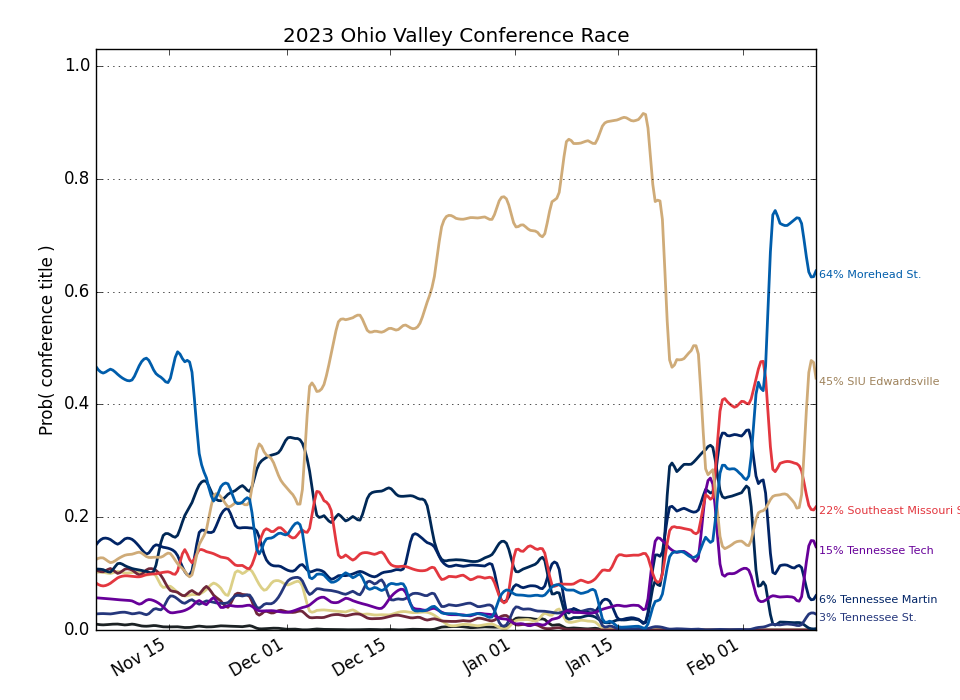 2023 Ohio Valley Conference Race
1.0
0.8
0.6
0.4
0.2
0.0
Prob( conference title )
Nov 15
Dec 01
Dec 15
Jan 01
Jan 15
Feb 01
64% Morehead St.
45% SIU Edwardsville
22% Southeast Missouri S
15% Tennessee Tech
6% Tennessee Martin
3% Tennessee St.